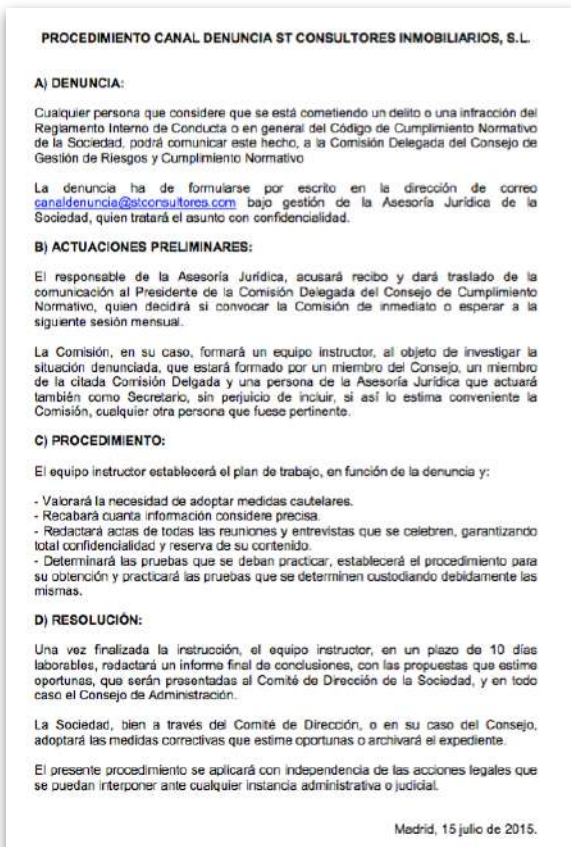 PROCEDIMIENTO CANAL DENUNCIA ST CONSULTORES INMOBILIARIOS, S.L.
A) DENUNCIA:
Cualquier persona que considere que se está cometiendo un delito o una infracción del
Reglamento Interno de Conducta o en general del Código de Cumplimiento Normativo
de la Sociedad, podrá comunicar este hecho, a la Comisión Delegada del Consejo de
Gestión de Riesgos y Cumplimiento Normativo
La denuncia ha de formularse por escrito en la dirección de correo
canaldenuncia@stconsultores.com bajo gestión de la Asesoría Jurídica de la
Sociedad, quien tratará el asunto con confidencialidad.
B) ACTUACIONES PRELIMINARES:
El responsable de la Asesoría Jurídica, acusará recibo y dará traslado de la
comunicación al Presidente de la Comisión Delegada del Consejo de Cumplimiento
Normativo, quien decidirá si convocar la Comisión de inmediato o esperar a la
siguiente sesión mensual.
La Comisión, en su caso, formará un equipo instructor, al objeto de investigar la
situación denunciada, que estará formado por un miembro del Consejo, un miembro
de la citada Comisión Delgada y una persona de la Asesoría Jurídica que actuará
también como Secretario, sin perjuicio de incluir, si así lo estima conveniente la
Comisión, cualquier otra persona que fuese pertinente.
C) PROCEDIMIENTO:
El equipo instructor establecerá el plan de trabajo, en función de la denuncia y:
- Valorará la necesidad de adoptar medidas cautelares.
- Recabará cuanta información considere precisa.
- Redactará actas de todas las reuniones y entrevistas que se celebren, garantizando
total confidencialidad y reserva de su contenido.
- Determinará las pruebas que se deban practicar, establecerá el procedimiento para
su obtención y practicará las pruebas que se determinen custodiando debidamente las
mismas.
D) RESOLUCIÓN:
Una vez finalizada la instrucción, el equipo instructor, en un plazo de 10 días
laborables, redactará un informe final de conclusiones, con las propuestas que estime
oportunas, que serán presentadas al Comité de Dirección de la Sociedad, y en todo
caso el Consejo de Administración.
La Sociedad, bien a través del Comité de Dirección, o en su caso del Consejo,
adoptará las medidas correctivas que estime oportunas o archivará el expediente.
El presente procedimiento se aplicará con independencia de las acciones legales que
se puedan interponer ante cualquier instancia administrativa o judicial.
Madrid, 15 julio de 2015.